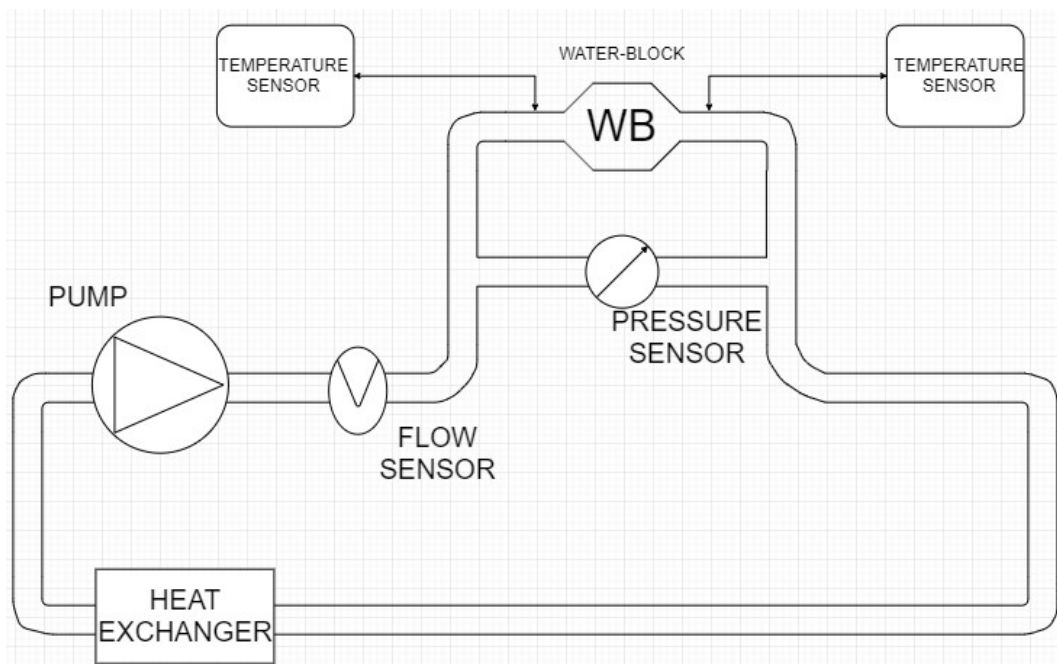 TEMPERATURE
SENSOR
WATER-BLOCK
TEMPERATURE
SENSOR
WB
PUMP
PRESSURE
SENSOR
FLOW
SENSOR
HEAT
EXCHANGER